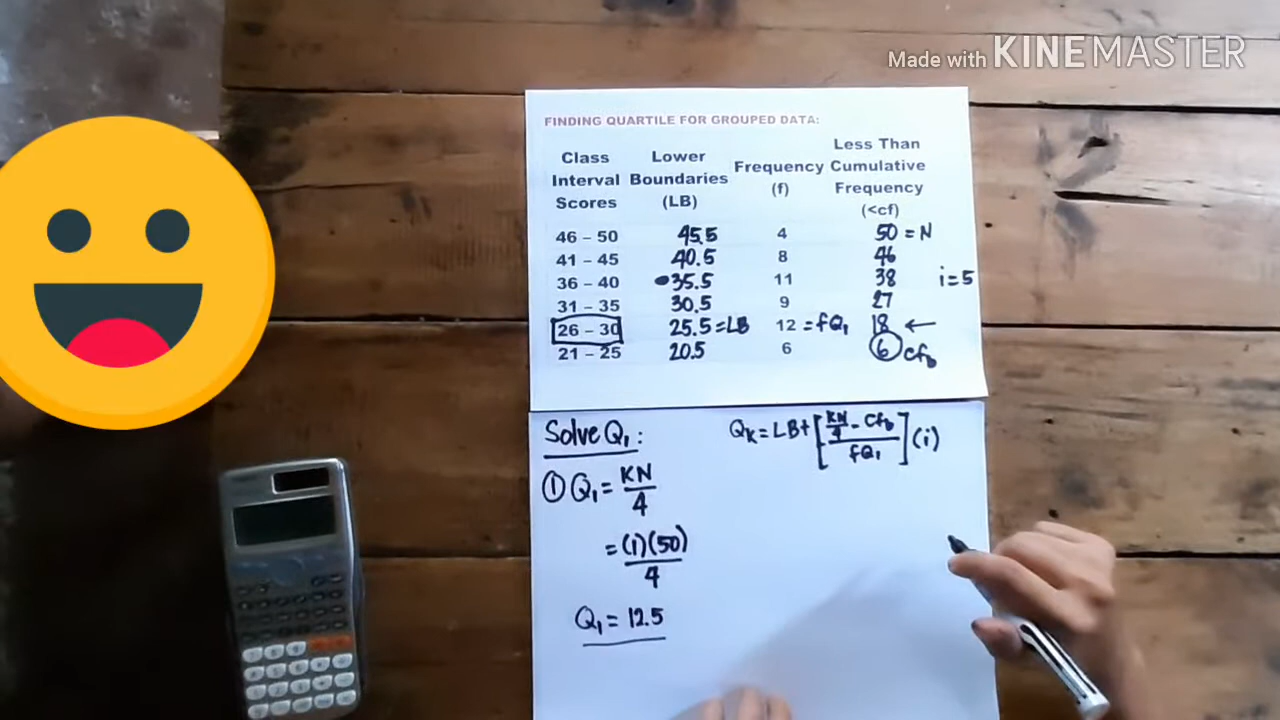 Made with KINEMASTER
FINDING QUARTILE FOR GROUPED DATA:
Class Interval Scores
Lower Boundaries (LB)
Frequency (f)
Less Than Cumulative Frequency (<cf)
46 – 50 45.5 4 50 = N
41 – 45 40.5 8 46
36 – 40 35.5 11 38 i=5
31 – 35 30.5 9 27
26 – 30 25.5 = LB 12 = fQ₁ 18 ←
21 – 25 20.5 6 6 cfb
Solve Q₁:
Qk = LB + [(KN/4 - Cfb)/fQ₁] (i)
① Q₁ = KN/4
= (1)(50)/4
Q₁ = 12.5